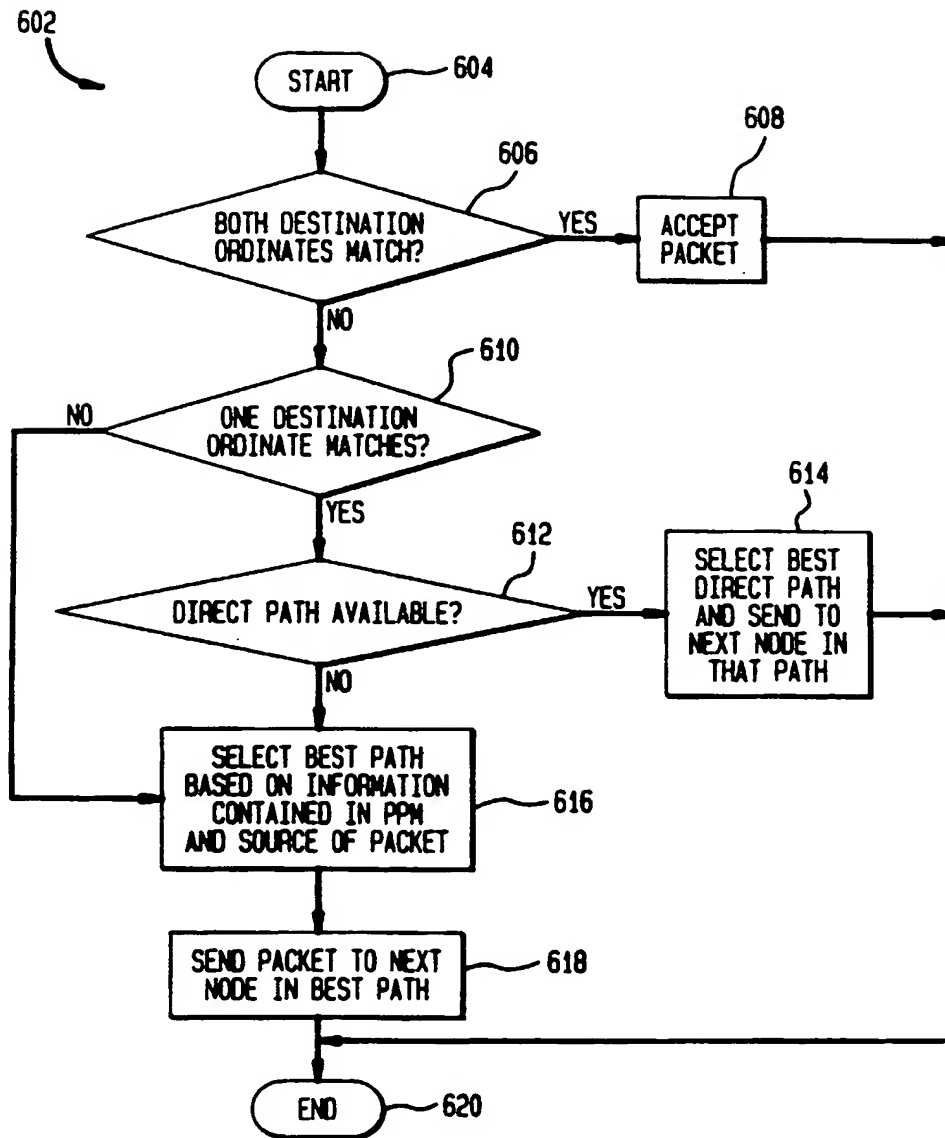 602
START
604
606
608
BOTH DESTINATION
ORDINATES MATCH?
YES
ACCEPT
PACKET
NO
610
NO
ONE DESTINATION
ORDINATE MATCHES?
YES
612
614
DIRECT PATH AVAILABLE?
YES
SELECT BEST
DIRECT PATH
AND SEND TO
NEXT NODE IN
THAT PATH
NO
SELECT BEST PATH
BASED ON INFORMATION
CONTAINED IN PPM
AND SOURCE OF PACKET
616
SEND PACKET TO NEXT
NODE IN BEST PATH
618
END
620